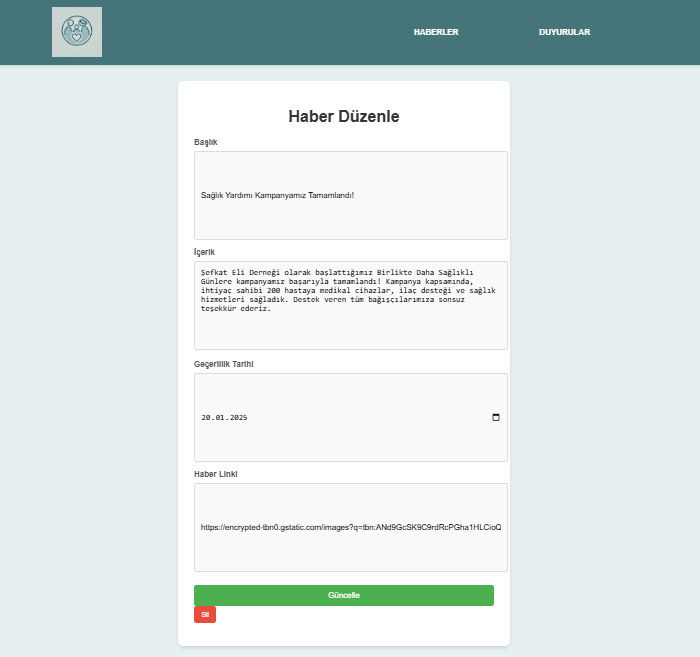 HABERLER
DUYURULAR
Haber Düzenle
Başlık
Sağlık Yardımı Kampanyamız Tamamlandı!
İçerik
Şefkat Eli Derneği olarak başlattığımız Birlikte Daha Sağlıklı
Günlere kampanyamız başarıyla tamamlandı! Kampanya kapsamında,
ihtiyaç sahibi 200 hastaya medikal cihazlar, ilaç desteği ve sağlık
hizmetleri sağladık. Destek veren tüm bağışçılarımıza sonsuz
teşekkür ederiz.
Geçerlilik Tarihi
20.01.2025
Haber Linki
https://encrypted-tbn0.gstatic.com/images?q=tbn:ANd9GcSK9C9rdRcPGha1HLCioQ
Güncelle
Sil